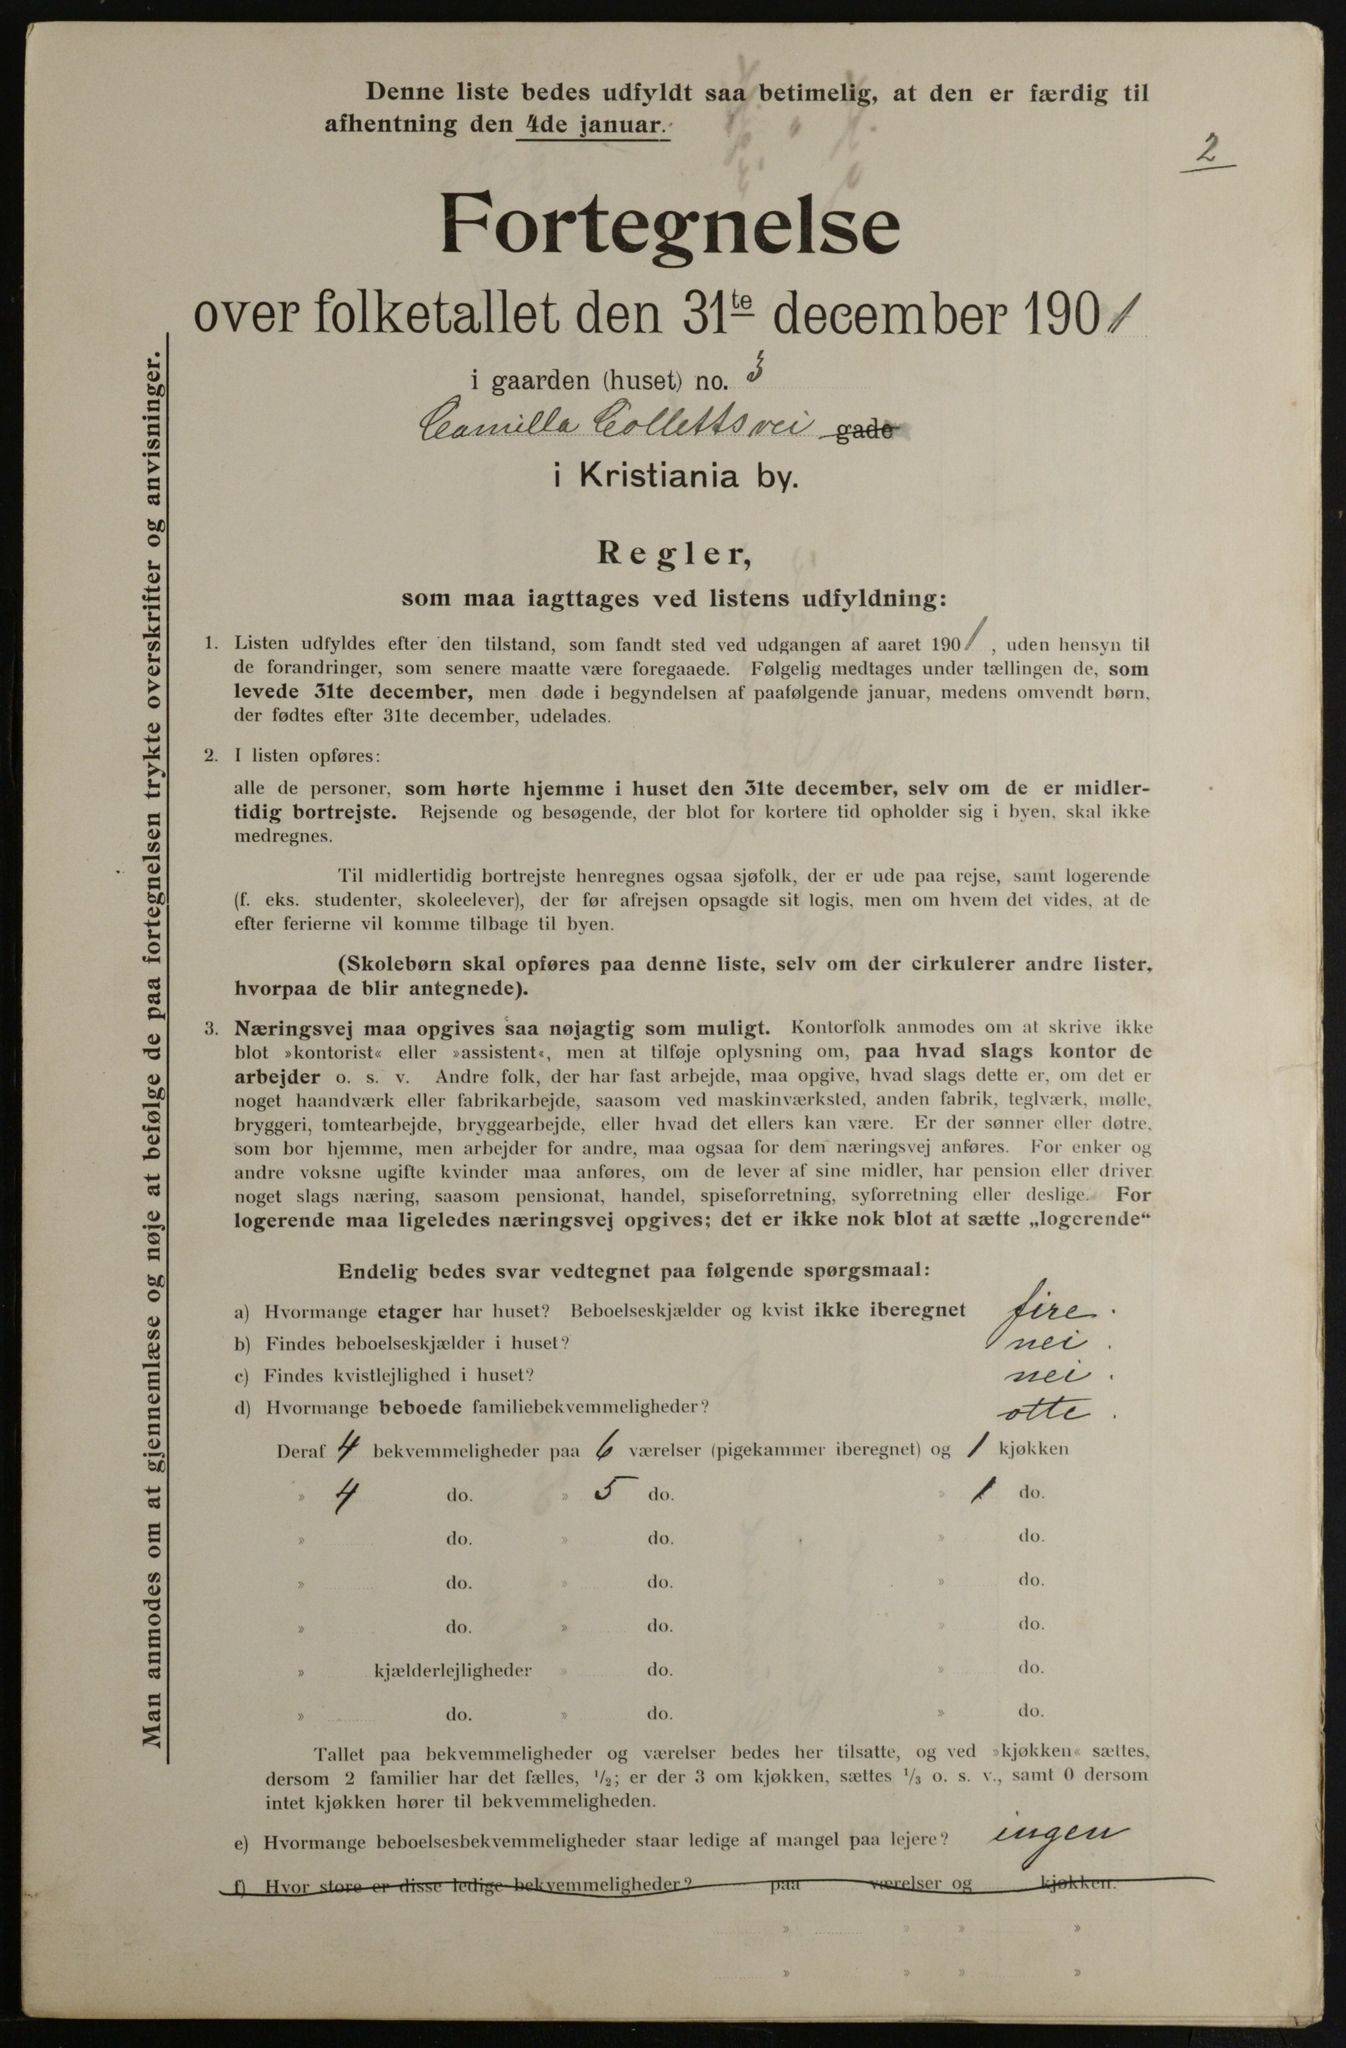 Denne liste bedes udfyldt saa betimelig, at den er færdig til
afhentning den 4de januar.
2
Fortegnelse
over folketallet den 31te december 1901
i gaarden (huset) no. 3
Camilla Collettsvei gade
i Kristiania by.
Regler,
som maa iagttages ved listens udfyldning:
1. Listen udfyldes efter den tilstand, som fandt sted ved udgangen af aaret 1901, uden hensyn til
de forandringer, som senere maatte være foregaaede. Følgelig medtages under tællingen de, som
levede 31te december, men døde i begyndelsen af paafølgende januar, medens omvendt børn,
der fødtes efter 31te december, udelades.
2. I listen opføres:
alle de personer, som hørte hjemme i huset den 31te december, selv om de er midler-
tidig bortrejste. Rejsende og besøgende, der blot for kortere tid opholder sig i byen, skal ikke
medregnes.
Til midlertidig bortrejste henregnes ogsaa sjøfolk, der er ude paa rejse, samt logerende
(f. eks. studenter, skoleelever), der før afrejsen opsagde sit logis, men om hvem det vides, at de
efter ferierne vil komme tilbage til byen.
(Skolebørn skal opføres paa denne liste, selv om der cirkulerer andre lister,
hvorpaa de blir antegnede).
3. Næringsvej maa opgives saa nøjagtig som muligt. Kontorfolk anmodes om at skrive ikke
blot »kontorist« eller »assistent«, men at tilføje oplysning om, paa hvad slags kontor de
arbejder o. s. v. Andre folk, der har fast arbejde, maa opgive, hvad slags dette er, om det er
noget haandværk eller fabrikarbejde, saasom ved maskinværksted, anden fabrik, teglværk, mølle,
bryggeri, tomtearbejde, bryggearbejde, eller hvad det ellers kan være. Er der sønner eller døtre,
som bor hjemme, men arbejder for andre, maa ogsaa for dem næringsvej anføres. For enker og
andre voksne ugifte kvinder maa anføres, om de lever af sine midler, har pension eller driver
noget slags næring, saasom pensionat, handel, spiseforretning, syforretning eller deslige. For
logerende maa ligeledes næringsvej opgives; det er ikke nok blot at sætte „logerende“
Endelig bedes svar vedtegnet paa følgende spørgsmaal:
a) Hvormange etager har huset? Beboelseskjælder og kvist ikke iberegnet fire.
b) Findes beboelseskjælder i huset? nei.
c) Findes kvistlejlighed i huset? nei.
d) Hvormange beboede familiebekvemmeligheder? otte.
Deraf 4 bekvemmeligheder paa 6 værelser (pigekammer iberegnet) og 1 kjøkken
» 4 do. » 5 do. » 1 do.
» do. » do. » do.
» do. » do. » do.
» do. » do. » do.
» kjælderlejligheder » do. » do.
» do. » do. » do.
Tallet paa bekvemmeligheder og værelser bedes her tilsatte, og ved »kjøkken« sættes,
dersom 2 familier har det fælles, 1/2; er der 3 om kjøkken, sættes 1/3 o. s. v., samt 0 dersom
intet kjøkken hører til bekvemmeligheden.
e) Hvormange beboelsesbekvemmeligheder staar ledige af mangel paa lejere? ingen
f) Hvor store er disse ledige bekvemmeligheder? paa værelser og kjøkken.
» » » »
» » » »
Man anmodes om at gjennemlæse og nøje at befølge de paa fortegnelsen trykte overskrifter og anvisninger.